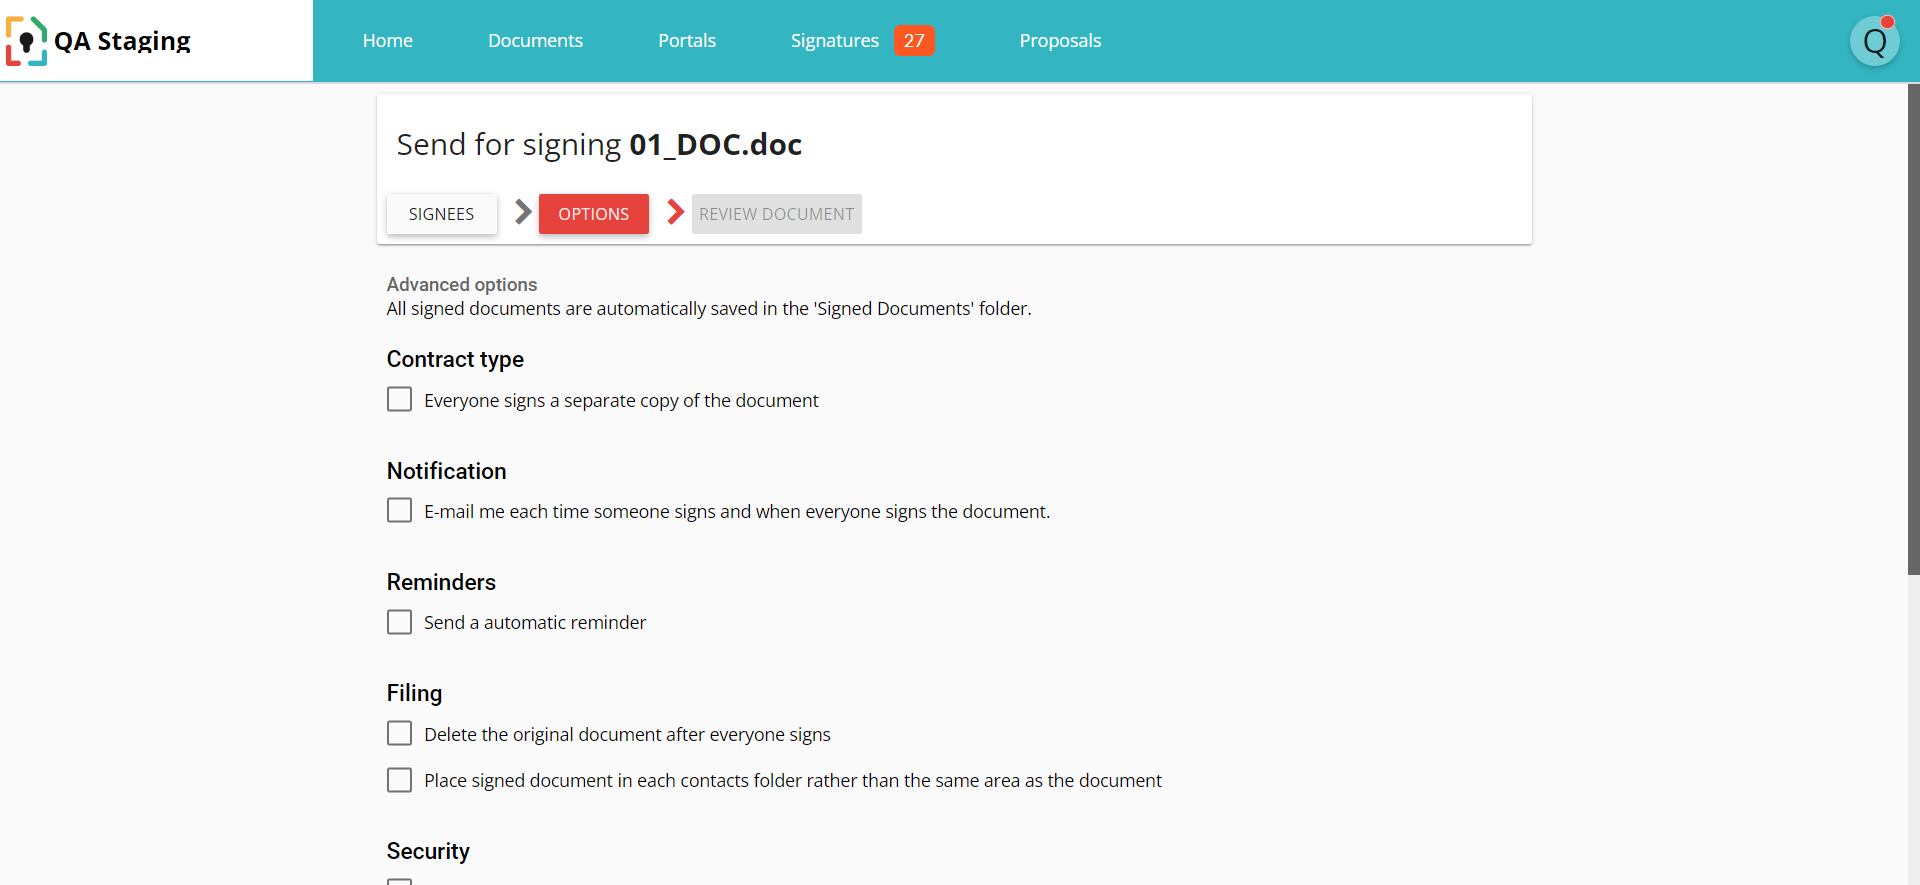 QA Staging
Home
Documents
Portals
Signatures 27
Proposals
Q
Send for signing 01_DOC.doc
SIGNEES
OPTIONS
REVIEW DOCUMENT
Advanced options
All signed documents are automatically saved in the 'Signed Documents' folder.
Contract type
Everyone signs a separate copy of the document
Notification
E-mail me each time someone signs and when everyone signs the document.
Reminders
Send a automatic reminder
Filing
Delete the original document after everyone signs
Place signed document in each contacts folder rather than the same area as the document
Security